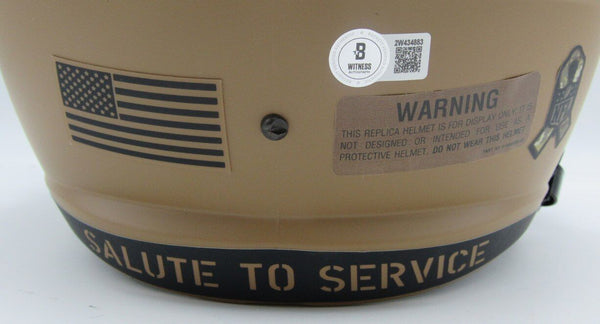 2W434863
B
WITNESS
WARNING
THIS REPLICA HELMET IS FOR DISPLAY ONLY. IT IS
NOT DESIGNED OR INTENDED FOR USE AS A
PROTECTIVE HELMET. DO NOT WEAR THIS HELMET.
SALUTE TO SERVICE